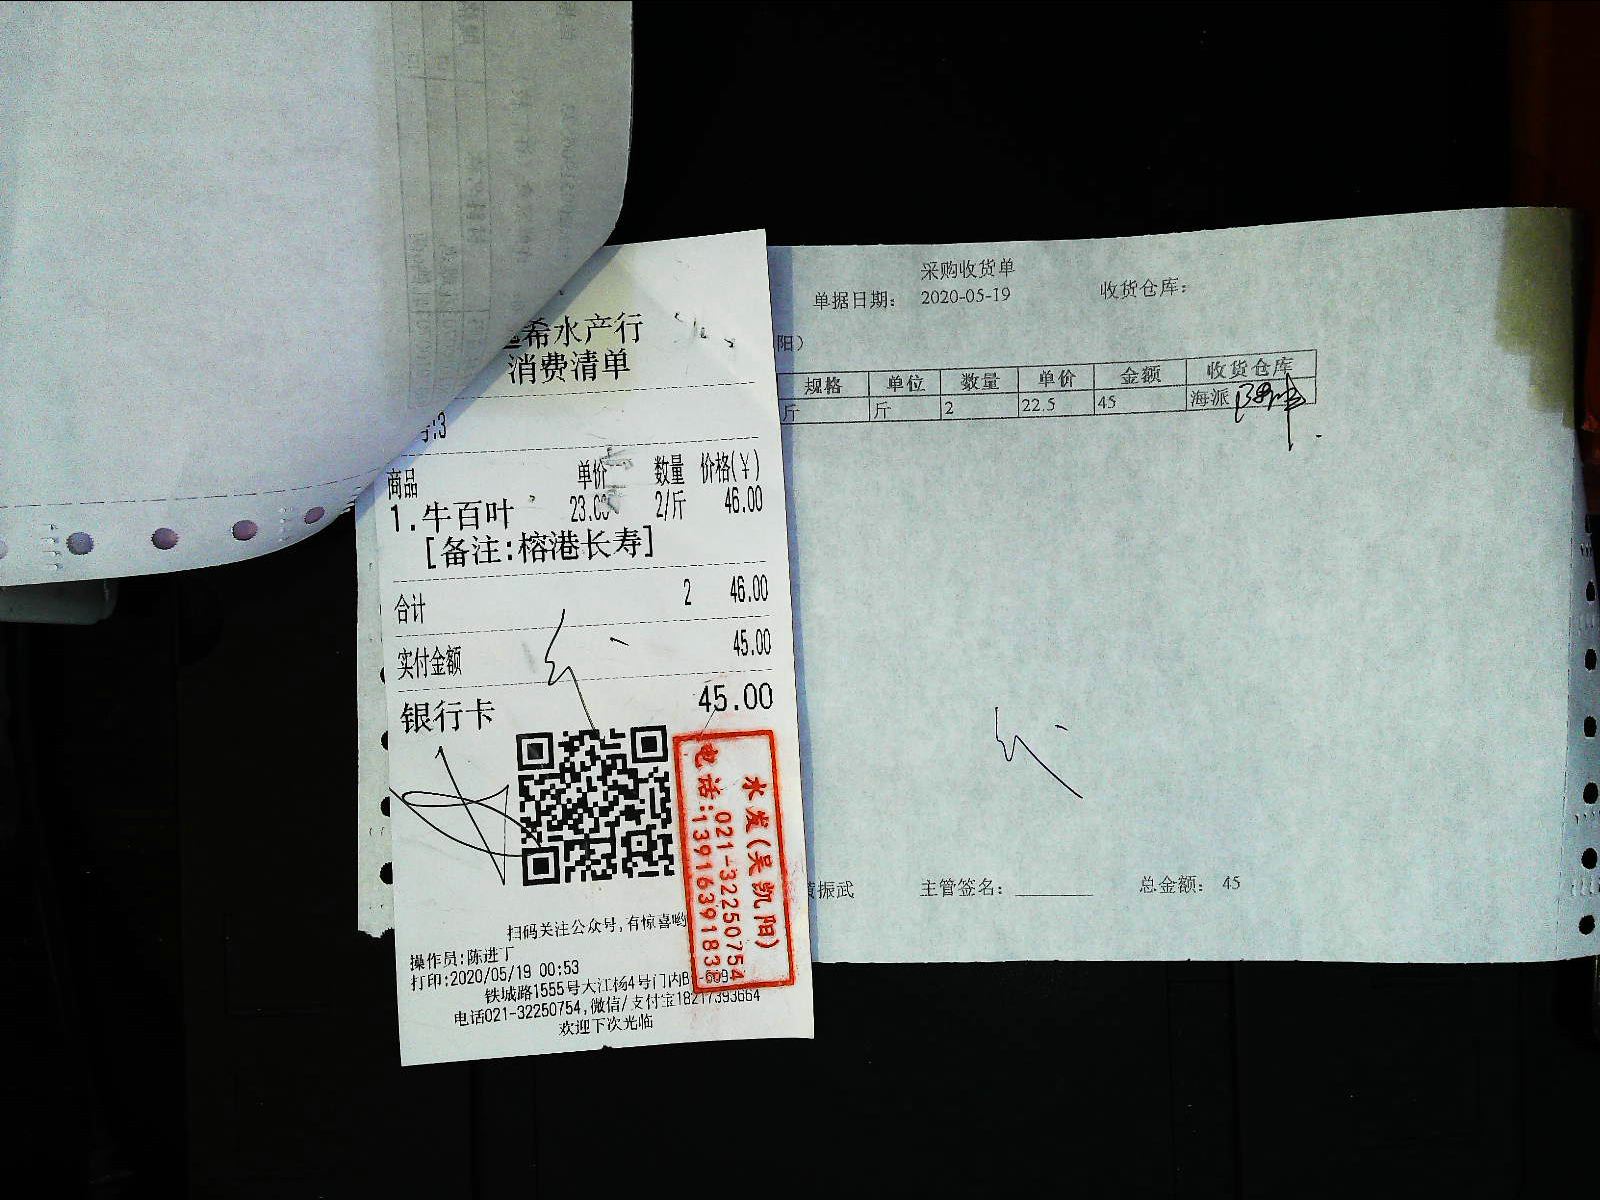 希水产行
消费清单
号:3
商品 单价 数量 价格(¥)
1.牛百叶 23.00 2/斤 46.00
[备注:榕港长寿]
合计 2 46.00
实付金额 45.00
银行卡 45.00
水发(吴凯阳)
021-32250754
电话:13916391838
扫码关注公众号,有惊喜哟
操作员:陈进丁
打印:2020/05/19 00:53
铁城路1555号大江杨4号门内B
电话021-32250754,微信/支付宝18217393664
欢迎下次光临
采购收货单
单据日期: 2020-05-19 收货仓库:
阳)
规格 单位 数量 单价 金额 收货仓库
斤 斤 2 22.5 45 海派
振武 主管签名: 总金额: 45